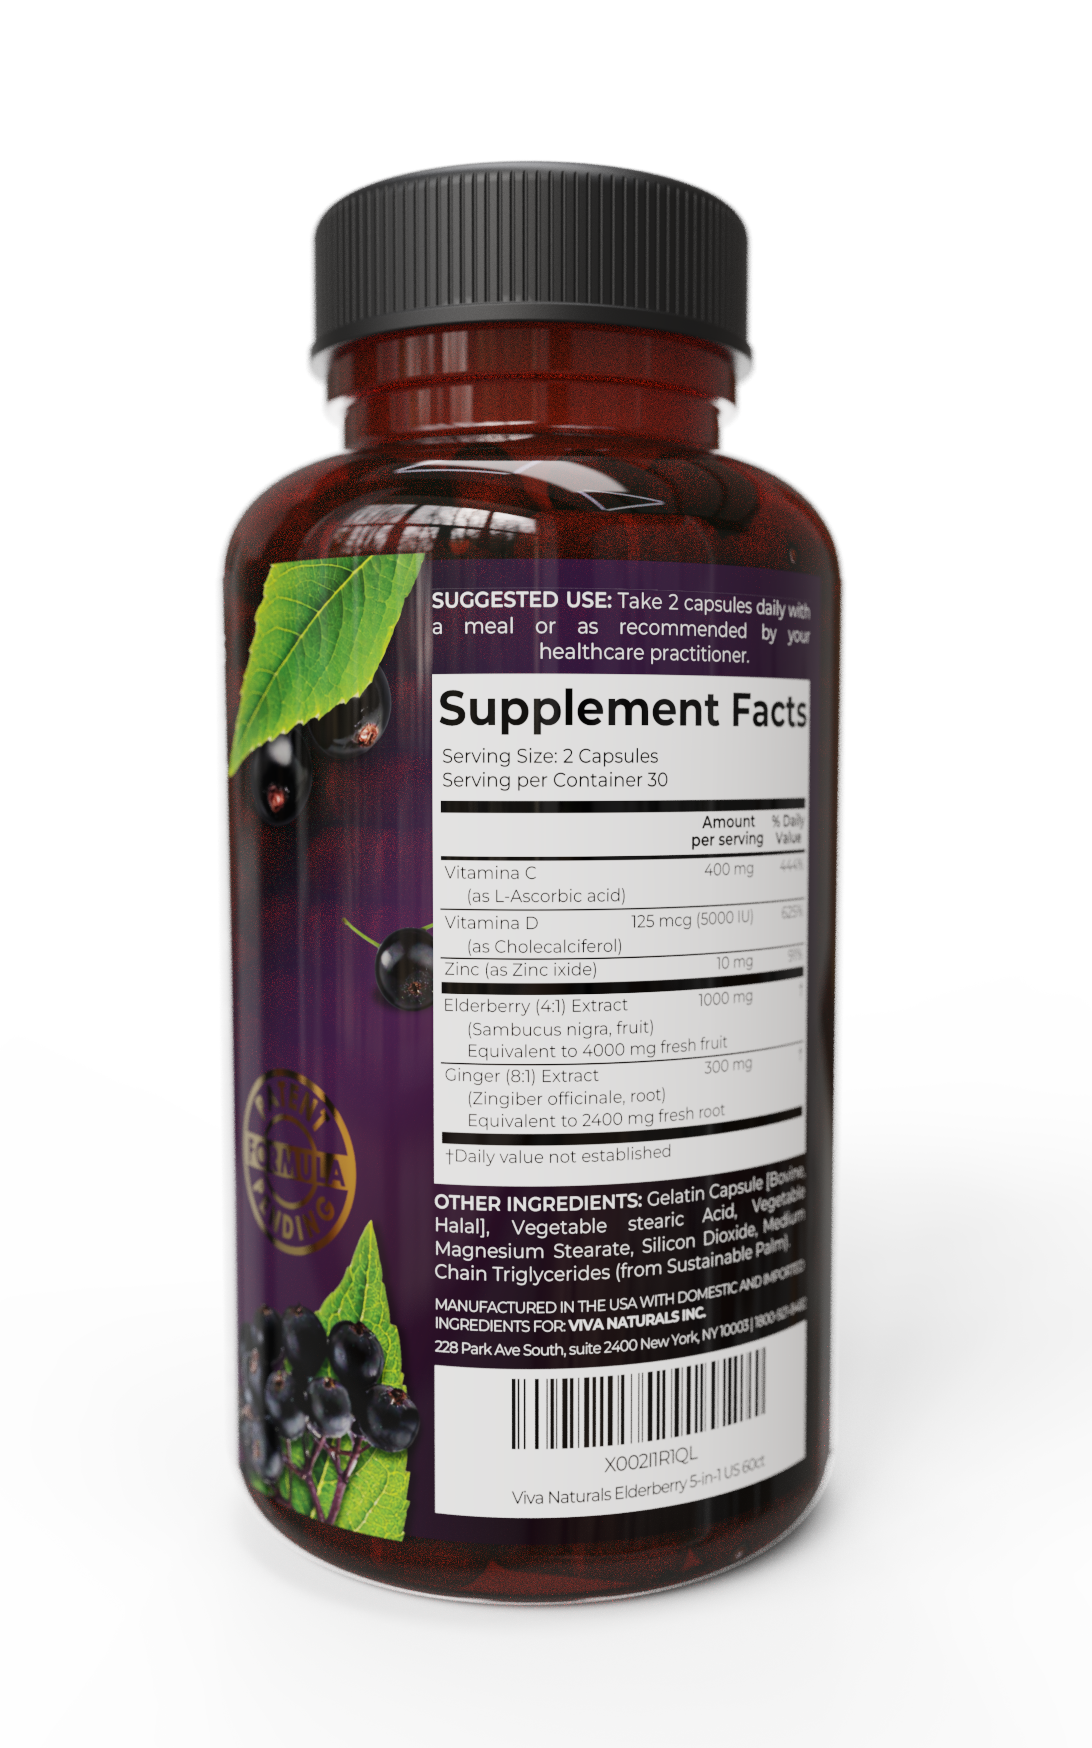 SUGGESTED USE: Take 2 capsules daily with
a meal or as recommended by your
healthcare practitioner.
Supplement Facts
Serving Size: 2 Capsules
Serving per Container 30
Amount per serving
% Daily Value
Vitamina C 400 mg 444%
(as L-Ascorbic acid)
Vitamina D 125 mcg (5000 IU) 625%
(as Cholecalciferol)
Zinc (as Zinc ixide) 10 mg 91%
Elderberry (4:1) Extract 1000 mg †
(Sambucus nigra, fruit)
Equivalent to 4000 mg fresh fruit
Ginger (8:1) Extract 300 mg †
(Zingiber officinale, root)
Equivalent to 2400 mg fresh root
†Daily value not established
OTHER INGREDIENTS: Gelatin Capsule [Bovine,
Halal], Vegetable stearic Acid, Vegetable
Magnesium Stearate, Silicon Dioxide, Medium
Chain Triglycerides (from Sustainable Palm).
MANUFACTURED IN THE USA WITH DOMESTIC AND IMPORTED
INGREDIENTS FOR: VIVA NATURALS INC.
228 Park Ave South, suite 2400 New York, NY 10003 | 1800-921-8482
X002I1R1QL
Viva Naturals Elderberry 5-in-1 US 60ct
PATENT
FORMULA
PENDING